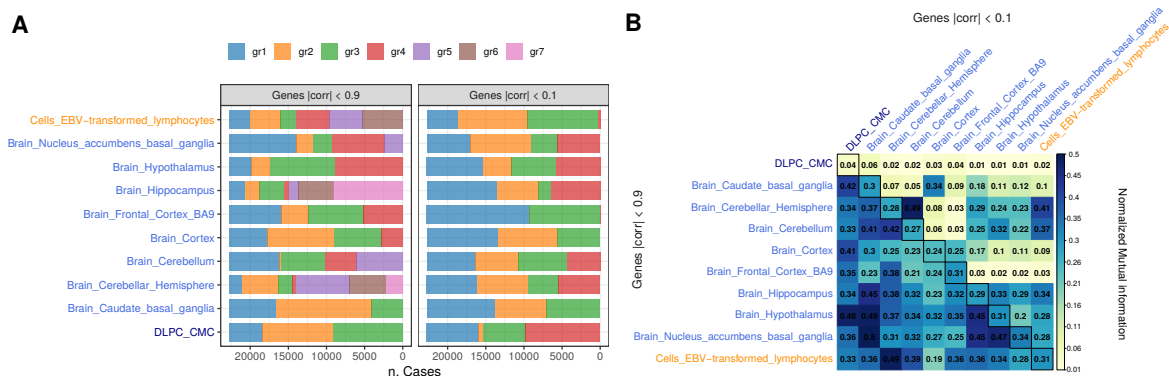 A
gr1 gr2 gr3 gr4 gr5 gr6 gr7
Genes |corr| < 0.9
Genes |corr| < 0.1
Cells_EBV-transformed_lymphocytes
Brain_Nucleus_accumbens_basal_ganglia
Brain_Hypothalamus
Brain_Hippocampus
Brain_Frontal_Cortex_BA9
Brain_Cortex
Brain_Cerebellum
Brain_Cerebellar_Hemisphere
Brain_Caudate_basal_ganglia
DLPC_CMC
20000 15000 10000 5000 0
20000 15000 10000 5000 0
n. Cases
B
Genes |corr| < 0.1
DLPC_CMC
Brain_Caudate_basal_ganglia
Brain_Cerebellar_Hemisphere
Brain_Cerebellum
Brain_Cortex
Brain_Frontal_Cortex_BA9
Brain_Hippocampus
Brain_Hypothalamus
Brain_Nucleus_accumbens_basal_ganglia
Cells_EBV-transformed_lymphocytes
Genes |corr| < 0.9
DLPC_CMC 0.04 0.06 0.02 0.02 0.03 0.04 0.01 0.01 0.01 0.02
Brain_Caudate_basal_ganglia 0.42 0.3 0.07 0.05 0.34 0.09 0.18 0.11 0.12 0.1
Brain_Cerebellar_Hemisphere 0.34 0.37 0.28 0.49 0.08 0.03 0.29 0.24 0.23 0.41
Brain_Cerebellum 0.33 0.41 0.42 0.27 0.06 0.03 0.25 0.32 0.22 0.37
Brain_Cortex 0.41 0.3 0.25 0.23 0.24 0.25 0.17 0.1 0.11 0.09
Brain_Frontal_Cortex_BA9 0.35 0.23 0.38 0.21 0.24 0.31 0.03 0.02 0.02 0.03
Brain_Hippocampus 0.34 0.45 0.38 0.32 0.23 0.32 0.29 0.33 0.29 0.34
Brain_Hypothalamus 0.48 0.49 0.37 0.34 0.32 0.36 0.45 0.31 0.2 0.28
Brain_Nucleus_accumbens_basal_ganglia 0.36 0.5 0.31 0.32 0.27 0.25 0.45 0.47 0.34 0.28
Cells_EBV-transformed_lymphocytes 0.33 0.36 0.49 0.39 0.19 0.36 0.36 0.34 0.28 0.31
0.5
0.45
0.4
0.35
0.3
0.26
0.21
0.16
0.11
0.06
0.01
Normalized Mutual information